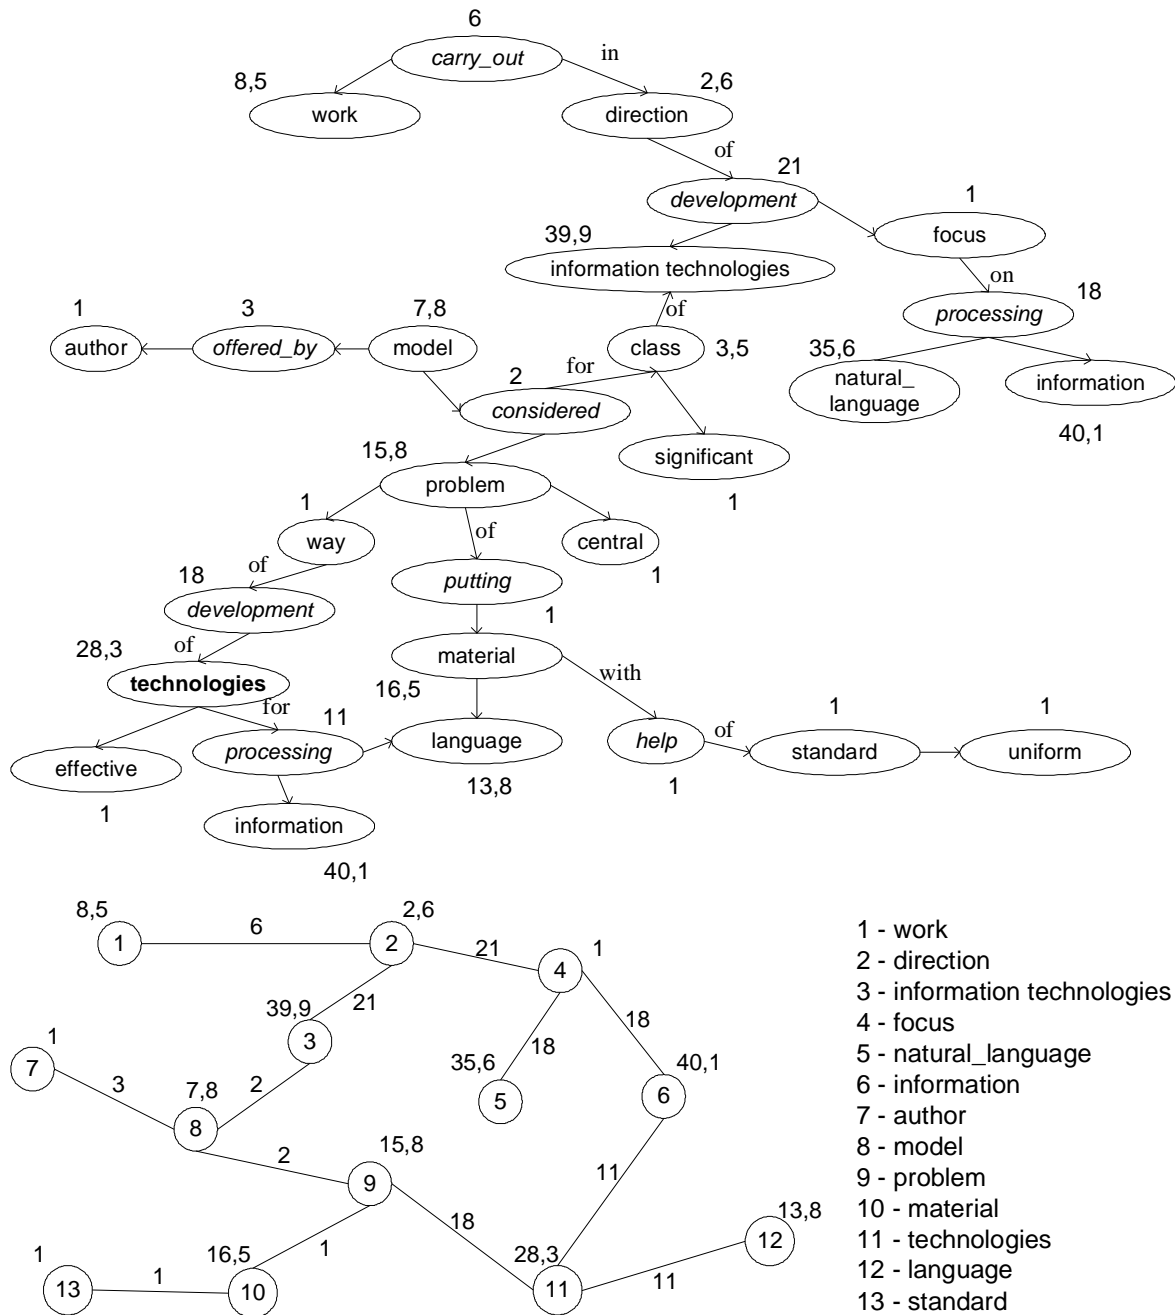 6
carry_out
in
8,5
2,6
work
direction
of
21
development
1
39,9
focus
information technologies
on
18
of
processing
1
3
7,8
author
offered_by
model
class
3,5
35,6
for
natural_
language
information
2
considered
40,1
15,8
significant
problem
1
1
of
way
central
of
18
putting
1
development
1
28,3
of
material
with
technologies
16,5
for
11
1
1
processing
language
help
of
standard
uniform
effective
13,8
1
1
information
40,1
8,5
2,6
1
6
2
21
1
4
39,9
21
18
3
1
18
35,6
40,1
7
3
7,8
2
5
6
8
15,8
2
9
11
18
13,8
12
1
16,5
1
28,3
11
13
1
10
11
1 - work
2 - direction
3 - information technologies
4 - focus
5 - natural_language
6 - information
7 - author
8 - model
9 - problem
10 - material
11 - technologies
12 - language
13 - standard